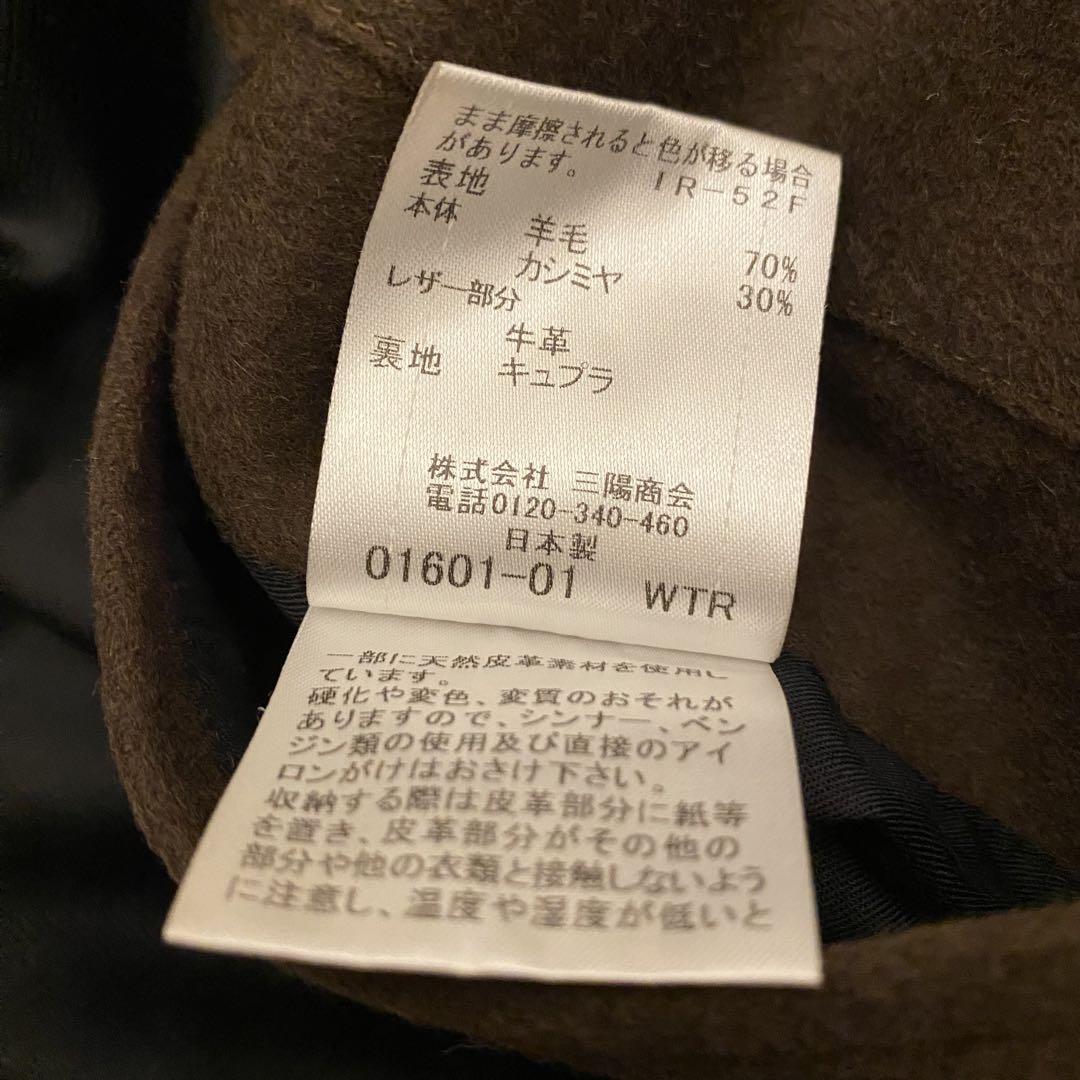 まま摩擦されると色が移る場合
があります。 IR-52F
表地
本体
羊毛 70%
カシミヤ 30%
レザー部分
牛革
裏地 キュプラ
株式会社 三陽商会
電話0120-340-460
日本製
01601-01 WTR
一部に天然皮革素材を使用し
ています。
硬化や変色、変質のおそれが
ありますので、シンナー、ベン
ジン類の使用及び直接のアイ
ロンがけはおさけ下さい。
収納する際は皮革部分に紙等
を置き、皮革部分がその他の
部分や他の衣類と接触しないよう
に注意し、温度や湿度が低いと